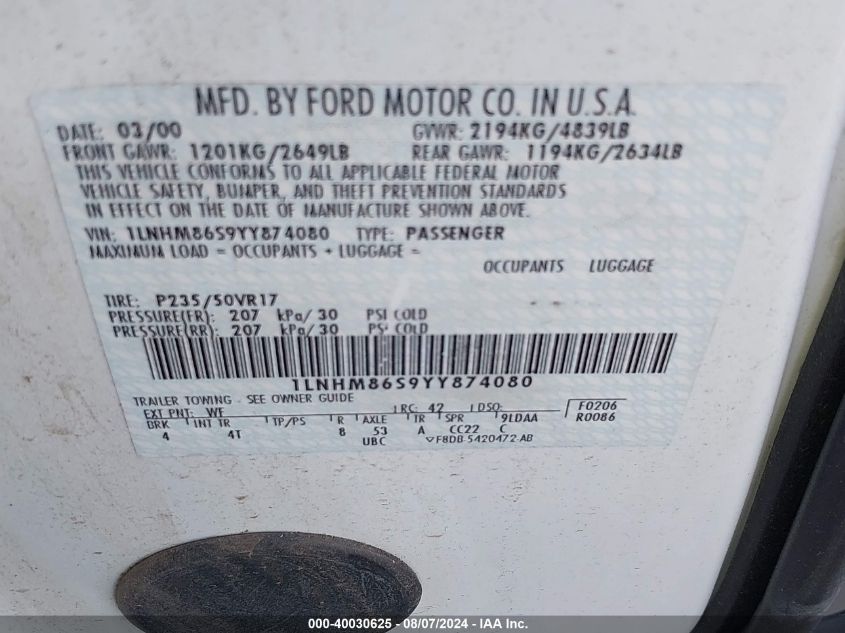 MFD. BY FORD MOTOR CO. IN U.S.A.
DATE: 03/00 GVWR: 2194KG/4839LB
FRONT GAWR: 1201KG/2649LB REAR GAWR: 1194KG/2634LB
THIS VEHICLE CONFORMS TO ALL APPLICABLE FEDERAL MOTOR
VEHICLE SAFETY, BUMPER, AND THEFT PREVENTION STANDARDS
IN EFFECT ON THE DATE OF MANUFACTURE SHOWN ABOVE.
VIN: 1LNHM86S9YY874080 TYPE: PASSENGER
MAXIMUM LOAD = OCCUPANTS + LUGGAGE =
OCCUPANTS LUGGAGE
TIRE: P235/50VR17
PRESSURE(FR): 207 kPa/ 30 PSI COLD
PRESSURE(RR): 207 kPa/ 30 PSI COLD
1LNHM86S9YY874080
TRAILER TOWING - SEE OWNER GUIDE
EXT PNT: WF RC: 42 DSO: F0206
BRK INT TR TP/PS R AXLE TR SPR 9LDAA R0086
4 4T 8 53 A CC22 C
UBC F8DB 5420472 AB
000-40030625 - 08/07/2024 - IAA Inc.